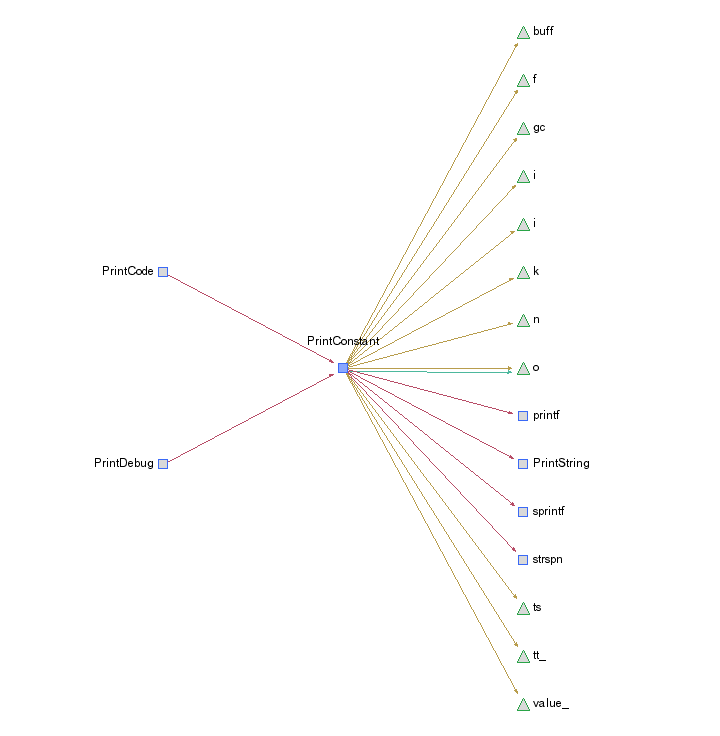 buff
f
gc
i
i
PrintCode
k
n
PrintConstant
o
printf
PrintDebug
PrintString
sprintf
strspn
ts
tt_
value_